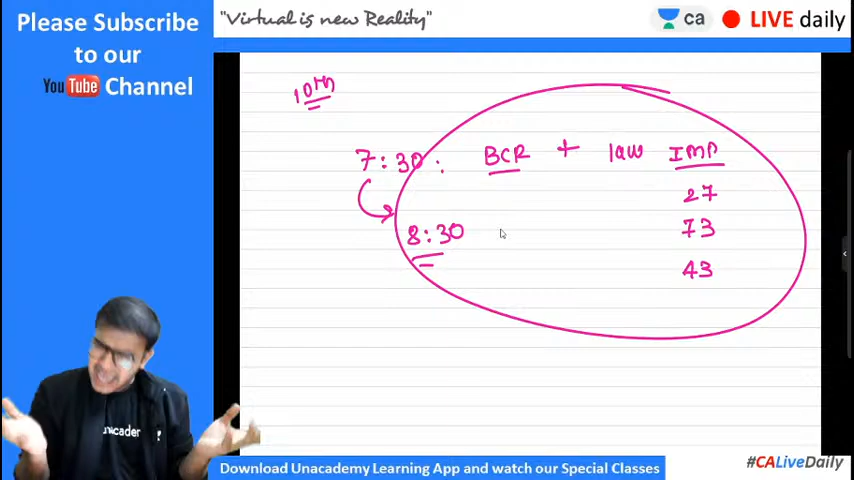 Please Subscribe
to our
YouTube Channel
"Virtual is new Reality"
ca
LIVE daily
10th
7:30: BCR + law IMP
27
8:30 73
43
unacader
Download Unacademy Learning App and watch our Special Classes
#CALiveDaily